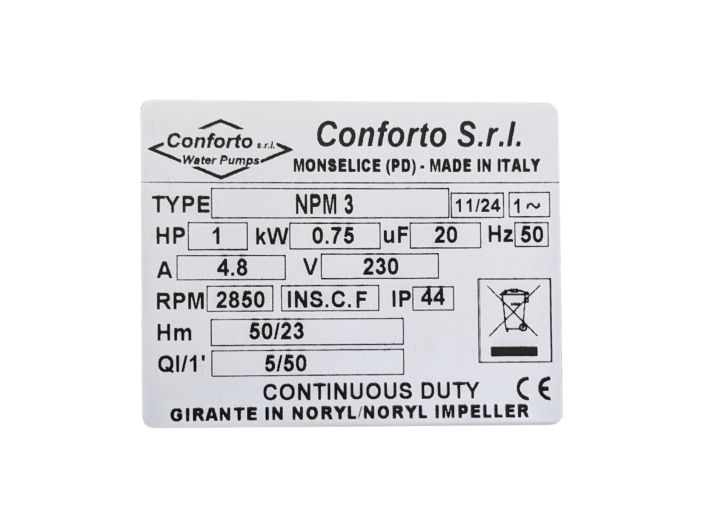 Conforto s.r.l.
Water Pumps
Conforto S.r.l.
MONSELICE (PD) - MADE IN ITALY
TYPE NPM 3 11/24 1~
HP 1 kW 0.75 uF 20 Hz 50
A 4.8 V 230
RPM 2850 INS.C.F IP 44
Hm 50/23
Ql/1' 5/50
CONTINUOUS DUTY CE
GIRANTE IN NORYL/NORYL IMPELLER